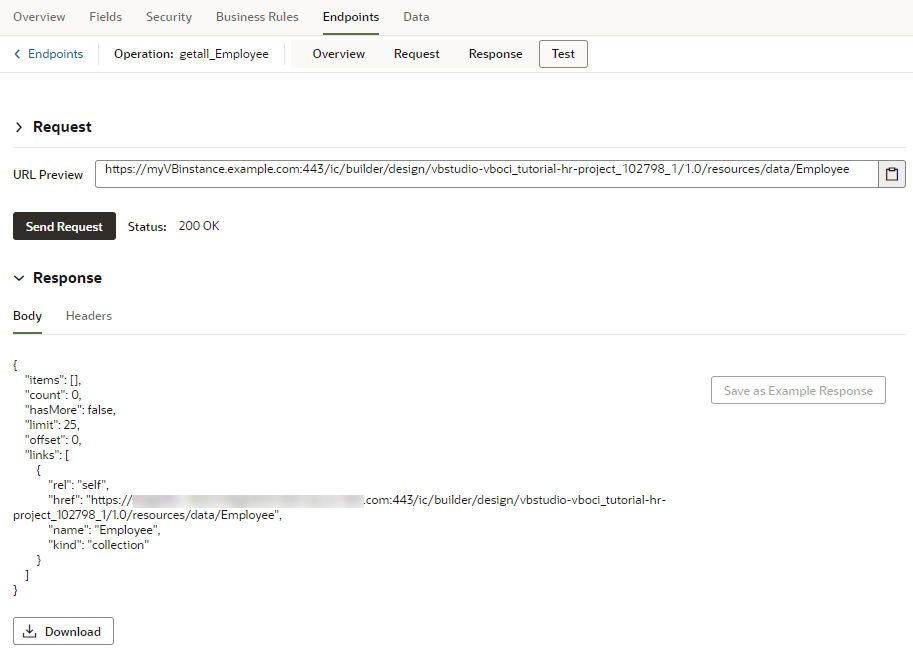 Overview Fields Security Business Rules Endpoints Data
Endpoints Operation: getall_Employee Overview Request Response Test
Request
URL Preview https://myVBinstance.example.com:443/ic/builder/design/vbstudio-vboci_tutorial-hr-project_102798_1/1.0/resources/data/Employee
Send Request Status: 200 OK
Response
Body Headers
{
"items": [],
"count": 0,
Save as Example Response
"hasMore": false,
"limit": 25,
"offset": 0,
"links": [
{
"rel": "self",
"href": "https:// .com:443/ic/builder/design/vbstudio-vboci_tutorial-hr-
project_102798_1/1.0/resources/data/Employee",
"name": "Employee",
"kind": "collection"
}
]
}
Download